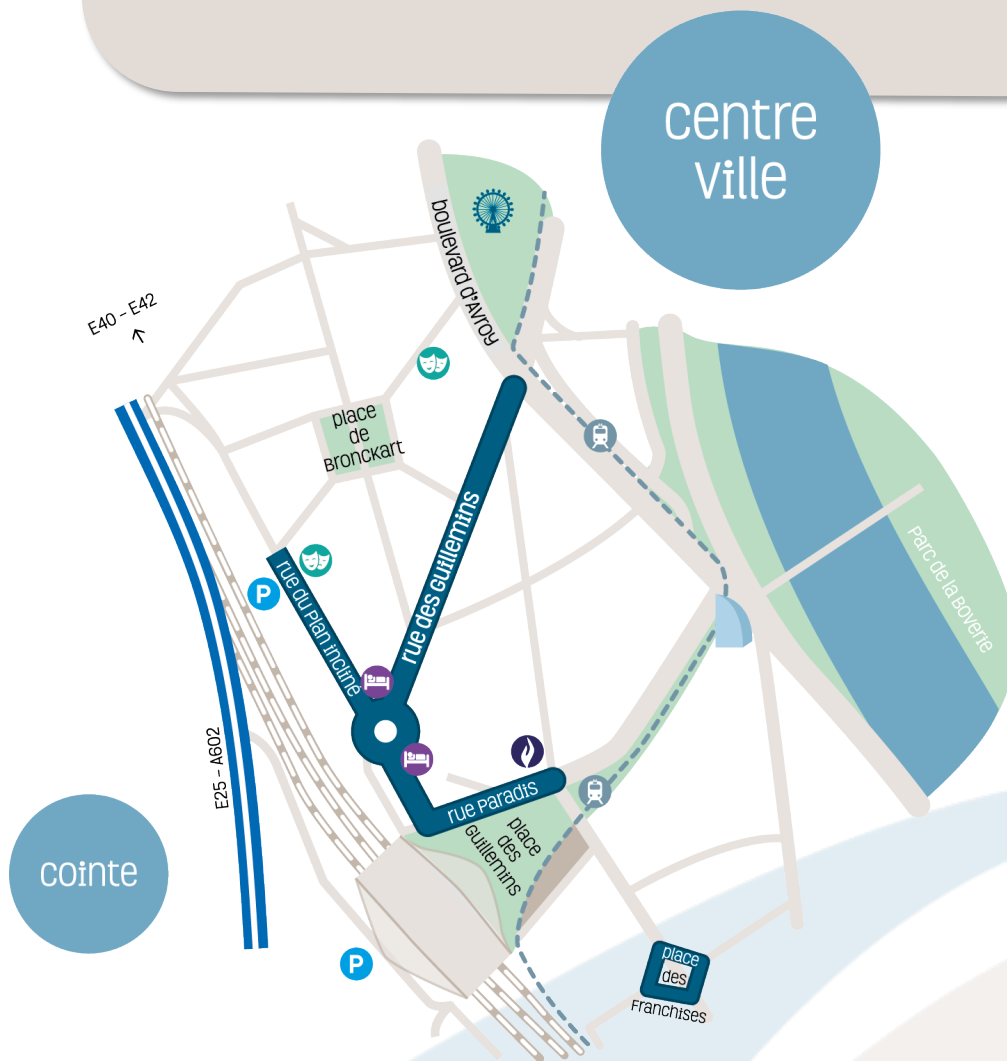 centre
ville
boulevard d'Avroy
E40 - E42
place
de
Bronckart
rue des Guillemins
Parc de la Boverie
P
rue du Plan incliné
E25 - A602
rue Paradis
place
des
Guillemins
cointe
P
place
des
Franchises